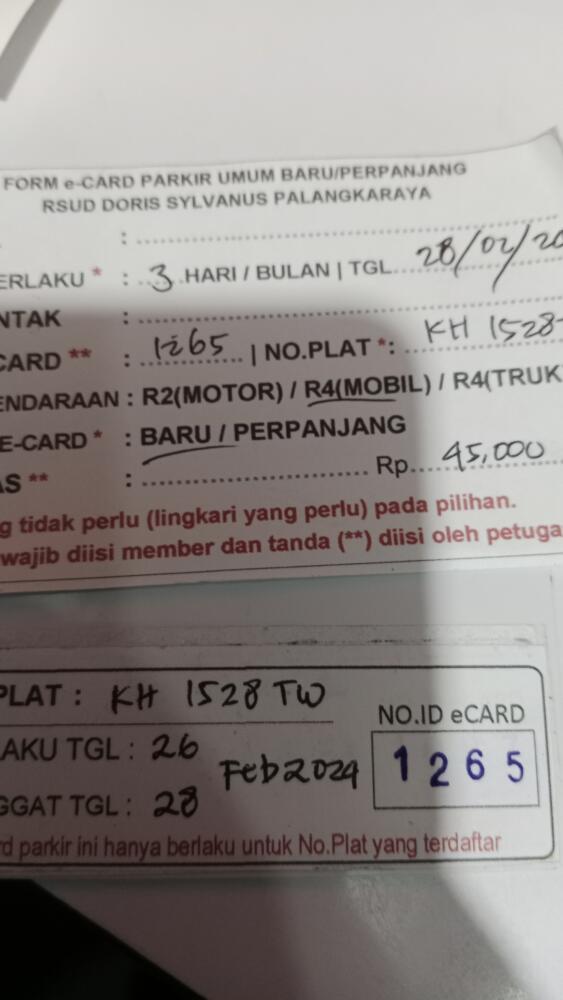 FORM e-CARD PARKIR UMUM BARU/PERPANJANG
RSUD DORIS SYLVANUS PALANGKARAYA
: ....................
ERLAKU * : ..3..HARI / BULAN | TGL....28/02/20
NTAK : ....................
CARD ** : 1265 | NO.PLAT *: KH 1528-
ENDARAAN : R2(MOTOR) / R4(MOBIL) / R4(TRUK
E-CARD * : BARU / PERPANJANG
AS ** : .................... Rp....45,000
g tidak perlu (lingkari yang perlu) pada pilihan.
wajib diisi member dan tanda (**) diisi oleh petuga
PLAT : KH 1528 TW
NO.ID eCARD
AKU TGL : 26
Feb 2024
1265
GGAT TGL : 28
rd parkir ini hanya berlaku untuk No.Plat yang terdaftar